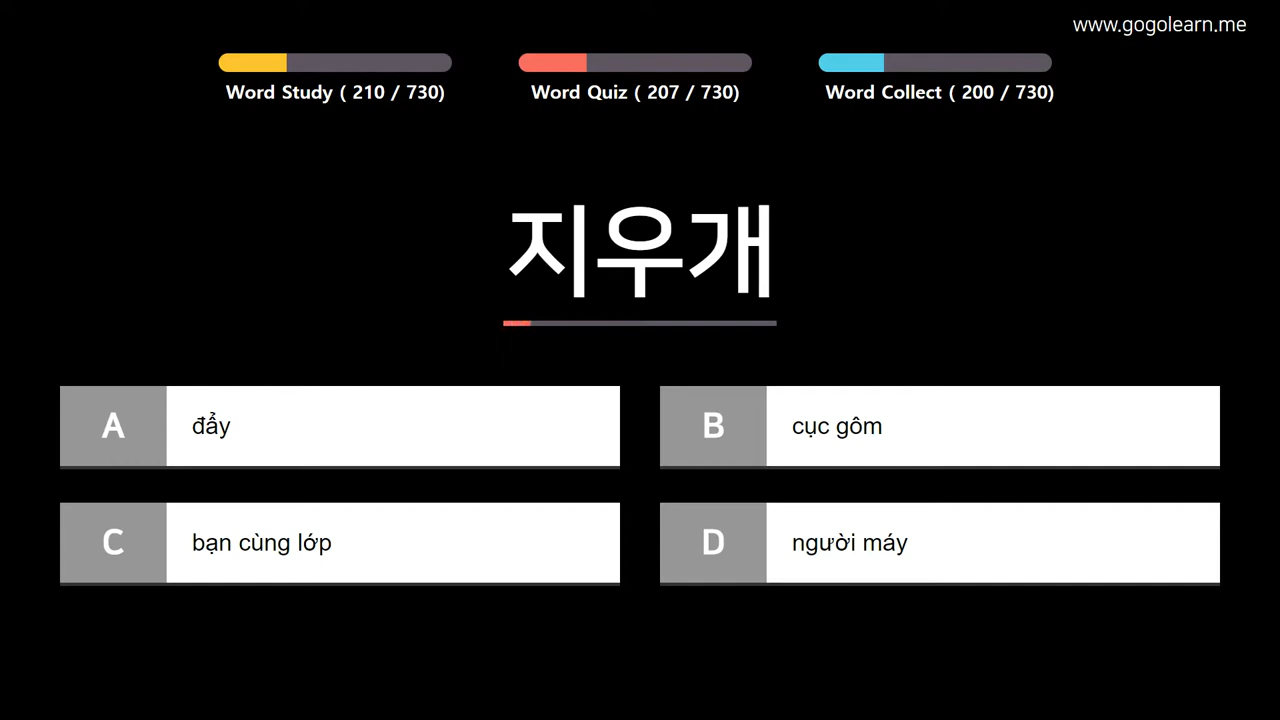 www.gogolearn.me
Word Study ( 210 / 730)
Word Quiz ( 207 / 730)
Word Collect ( 200 / 730)
지우개
A đẩy
B cục gôm
C bạn cùng lớp
D người máy